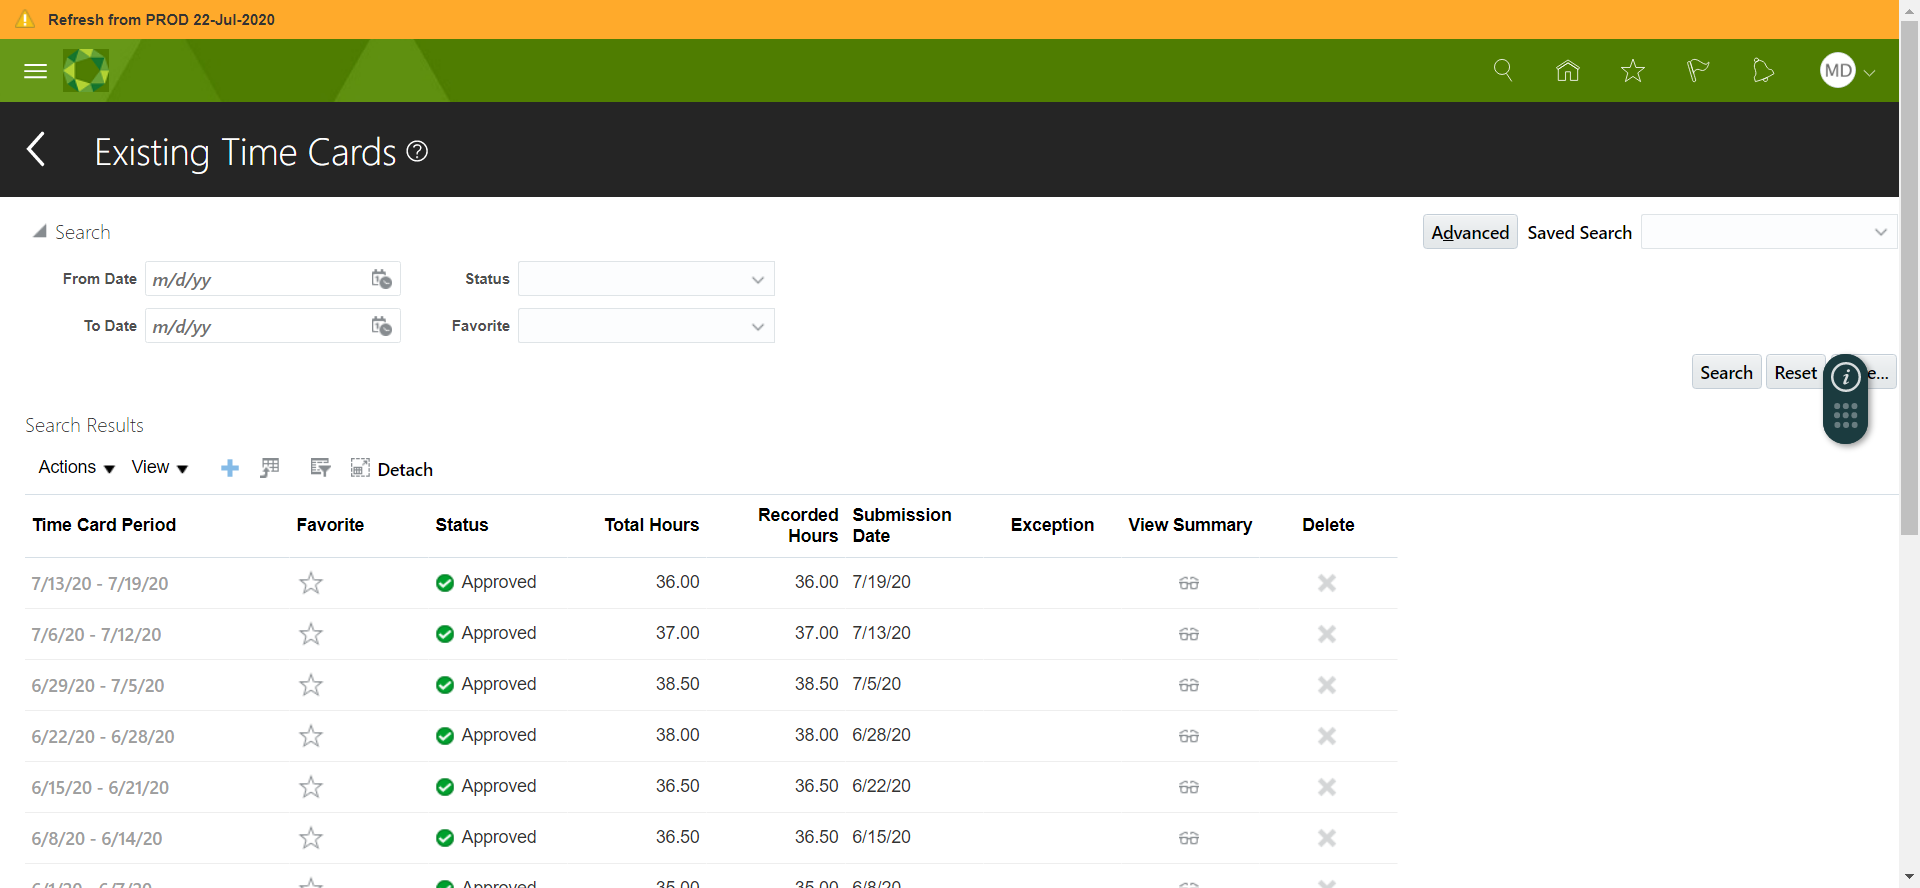 Refresh from PROD 22-Jul-2020
MD
Existing Time Cards
Search
Advanced Saved Search
From Date m/d/yy Status
To Date m/d/yy Favorite
Search Reset e...
Search Results
Actions View Detach
Time Card Period Favorite Status Total Hours Recorded Hours Submission Date Exception View Summary Delete
7/13/20 - 7/19/20 Approved 36.00 36.00 7/19/20
7/6/20 - 7/12/20 Approved 37.00 37.00 7/13/20
6/29/20 - 7/5/20 Approved 38.50 38.50 7/5/20
6/22/20 - 6/28/20 Approved 38.00 38.00 6/28/20
6/15/20 - 6/21/20 Approved 36.50 36.50 6/22/20
6/8/20 - 6/14/20 Approved 36.50 36.50 6/15/20
6/1/20 - 6/7/20 Approved 35.00 35.00 6/8/20